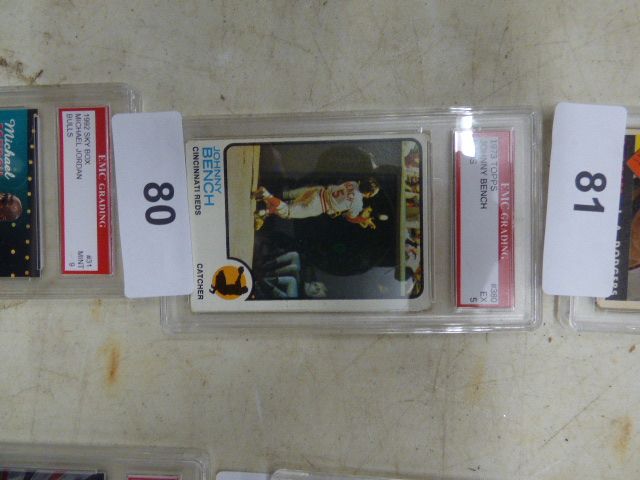 Michael
EMC GRADING
1992 SKY BOX
MICHAEL JORDAN
BULLS
#31
MINT
9
80
JOHNNY
BENCH
CINCINNATI REDS
CATCHER
EMC GRADING
1973 TOPPS
JOHNNY BENCH
#380
EX
5
81